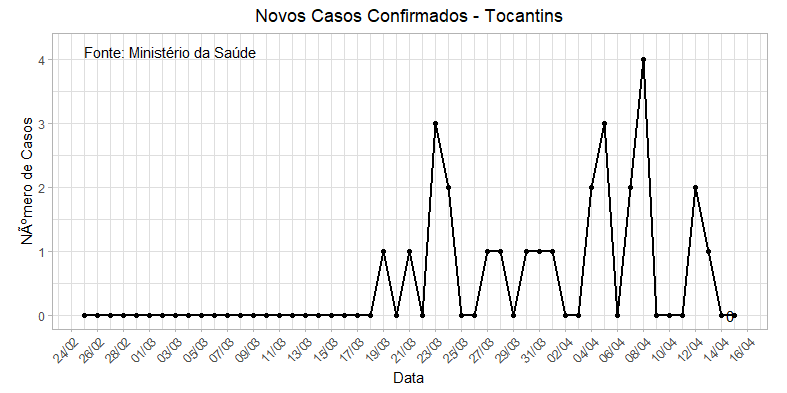 Novos Casos Confirmados - Tocantins
Fonte: Ministério da Saúde
NÃºmero de Casos
4
3
2
1
0
0
24/02 26/02 28/02 01/03 03/03 05/03 07/03 09/03 11/03 13/03 15/03 17/03 19/03 21/03 23/03 25/03 27/03 29/03 31/03 02/04 04/04 06/04 08/04 10/04 12/04 14/04 16/04
Data